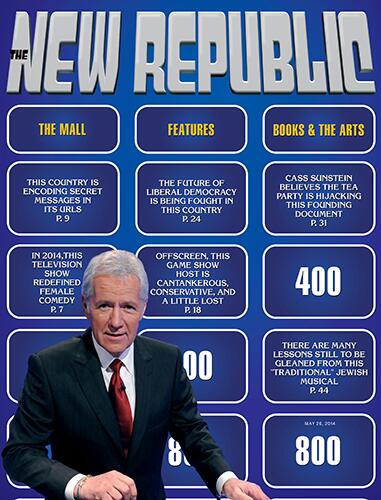 THE NEW REPUBLIC
THE MALL
FEATURES
BOOKS & THE ARTS
THIS COUNTRY IS
ENCODING SECRET
MESSAGES IN
ITS URLS
P. 9
THE FUTURE OF
LIBERAL DEMOCRACY
IS BEING FOUGHT IN
THIS COUNTRY
P. 24
CASS SUNSTEIN
BELIEVES THE TEA
PARTY IS HIJACKING
THIS FOUNDING
DOCUMENT
P. 31
IN 2014,THIS
TELEVISION
SHOW
REDEFINED
FEMALE
COMEDY
P. 7
OFFSCREEN, THIS
GAME SHOW
HOST IS
CANTANKEROUS,
CONSERVATIVE, AND
A LITTLE LOST
P. 18
400
00
THERE ARE MANY
LESSONS STILL TO BE
GLEANED FROM THIS
"TRADITIONAL" JEWISH
MUSICAL
P. 44
8
MAY 26, 2014
800